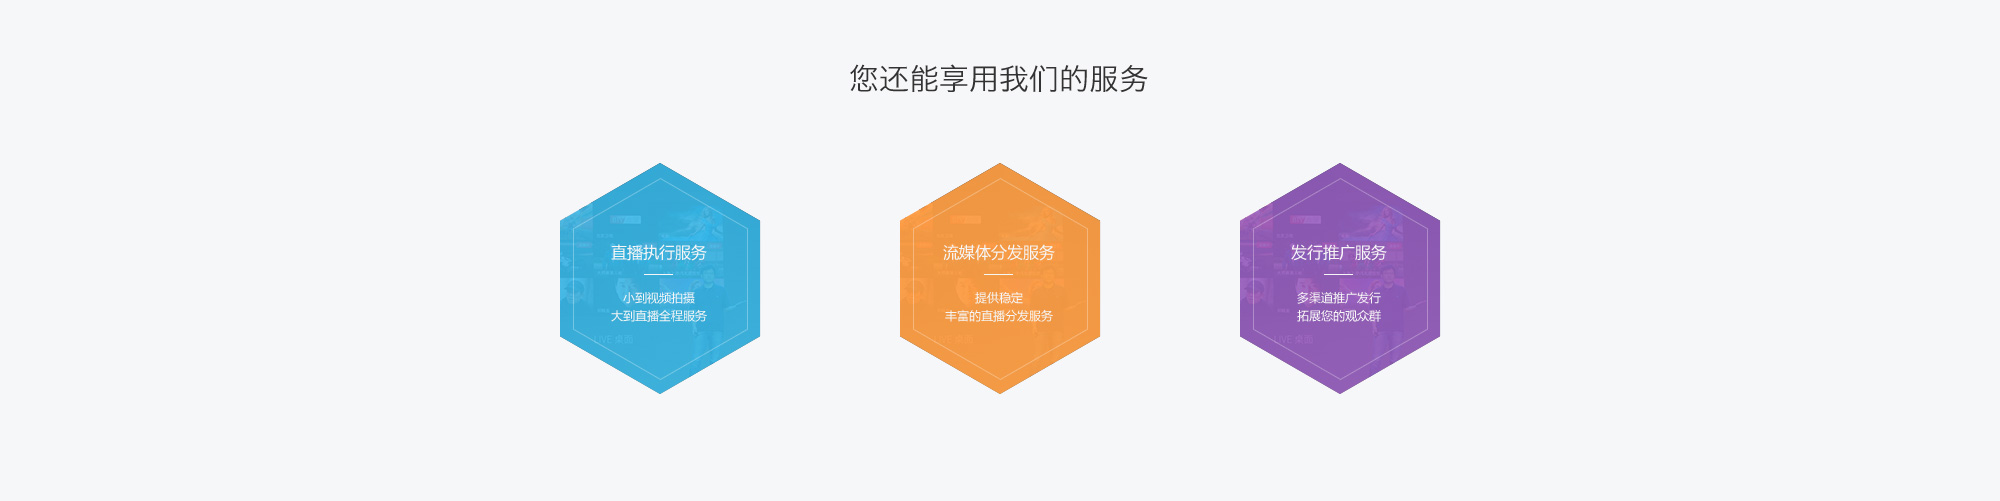 您还能享用我们的服务
直播执行服务
小到视频拍摄
大到直播全程服务
流媒体分发服务
提供稳定
丰富的直播分发服务
发行推广服务
多渠道推广发行
拓展您的观众群